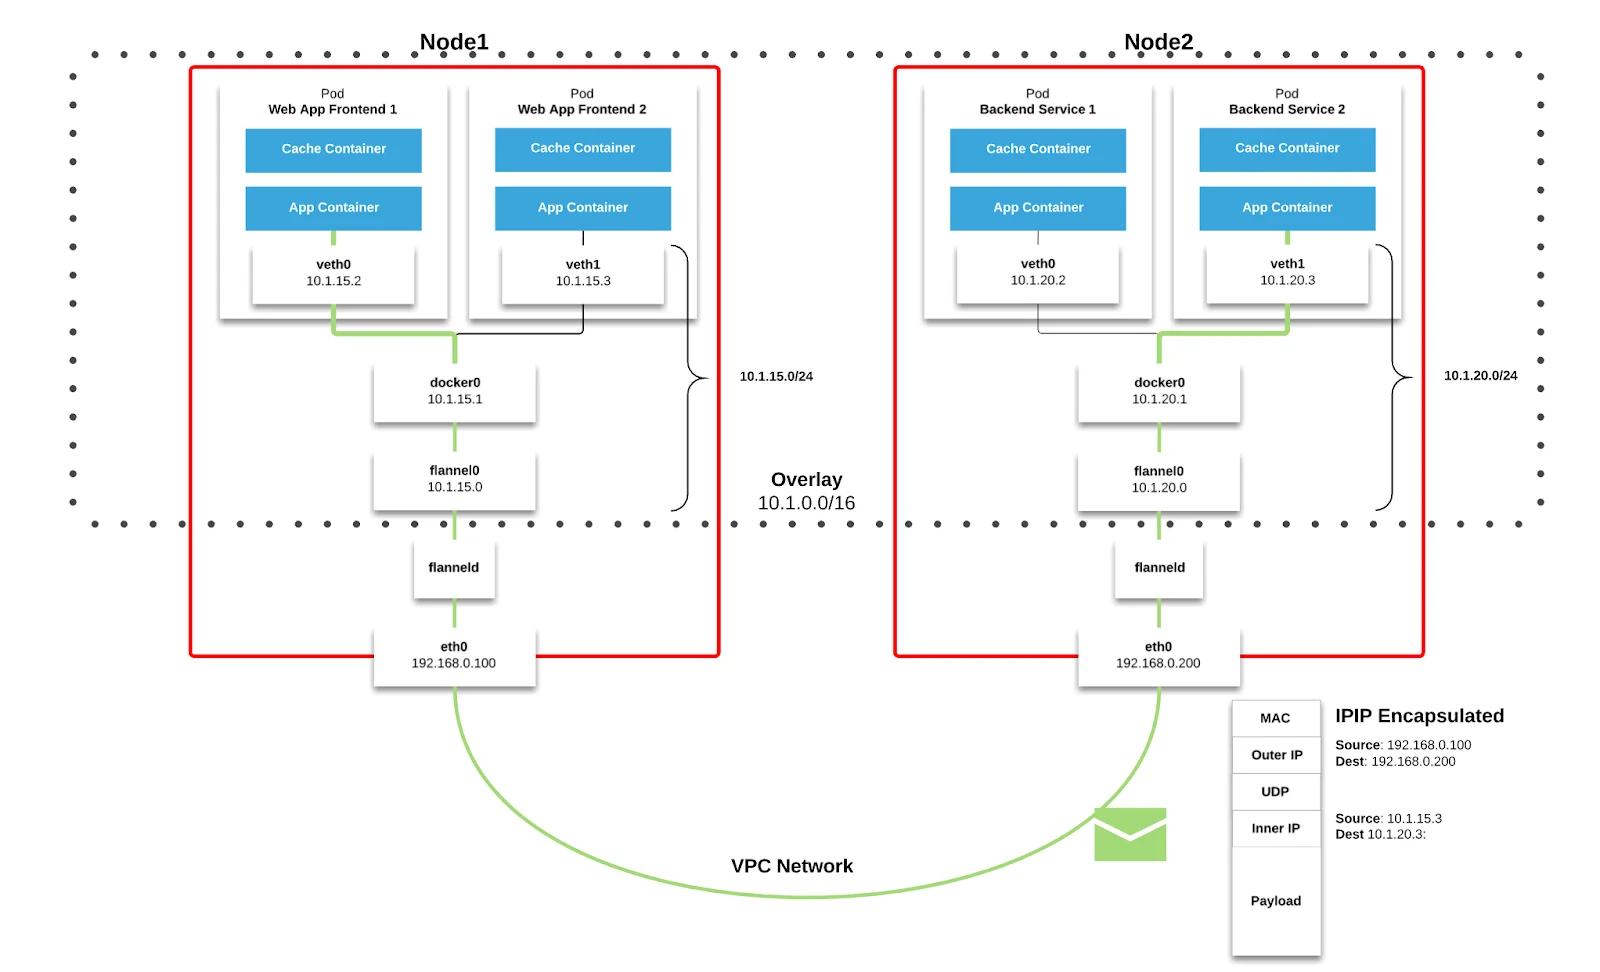 Node1
Pod
Web App Frontend 1
Cache Container
App Container
veth0
10.1.15.2
Pod
Web App Frontend 2
Cache Container
App Container
veth1
10.1.15.3
docker0
10.1.15.1
flannel0
10.1.15.0
10.1.15.0/24
flanneld
eth0
192.168.0.100
Overlay
10.1.0.0/16
Node2
Pod
Backend Service 1
Cache Container
App Container
veth0
10.1.20.2
Pod
Backend Service 2
Cache Container
App Container
veth1
10.1.20.3
docker0
10.1.20.1
flannel0
10.1.20.0
10.1.20.0/24
flanneld
eth0
192.168.0.200
VPC Network
MAC
Outer IP
UDP
Inner IP
Payload
IPIP Encapsulated
Source: 192.168.0.100
Dest: 192.168.0.200
Source: 10.1.15.3
Dest 10.1.20.3: